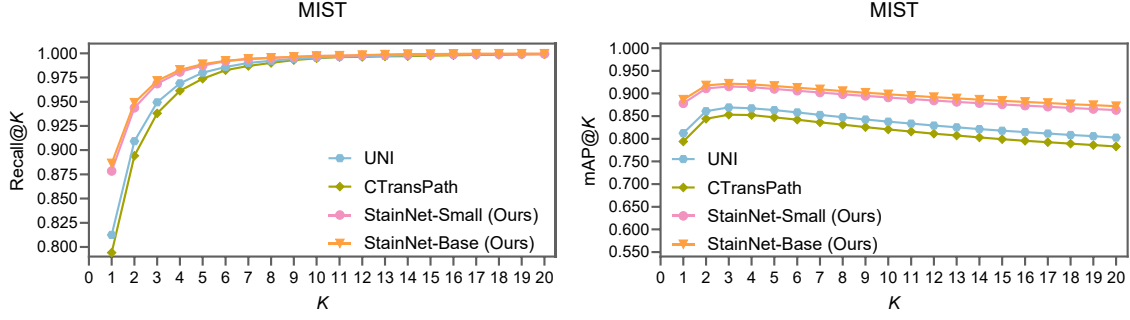 MIST
Recall@K
1.000
0.975
0.950
0.925
0.900
0.875
0.850
0.825
0.800
UNI
CTransPath
StainNet-Small (Ours)
StainNet-Base (Ours)
0 1 2 3 4 5 6 7 8 9 10 11 12 13 14 15 16 17 18 19 20
K
MIST
mAP@K
1.000
0.950
0.900
0.850
0.800
0.750
0.700
0.650
0.600
0.550
UNI
CTransPath
StainNet-Small (Ours)
StainNet-Base (Ours)
0 1 2 3 4 5 6 7 8 9 10 11 12 13 14 15 16 17 18 19 20
K